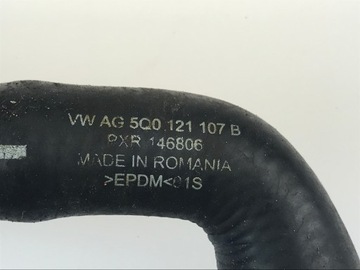 VW AG 5Q0 121 107 B
PXR 146806
MADE IN ROMANIA
>EPDM<01S